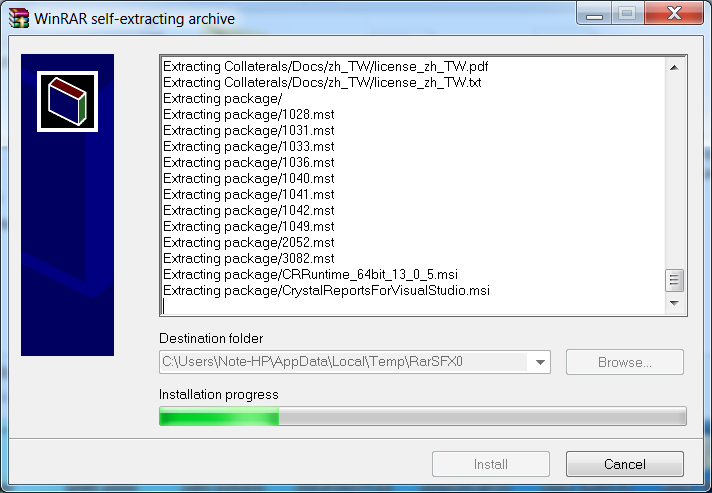 WinRAR self-extracting archive
Extracting Collaterals/Docs/zh_TW/license_zh_TW.pdf
Extracting Collaterals/Docs/zh_TW/license_zh_TW.txt
Extracting package/
Extracting package/1028.mst
Extracting package/1031.mst
Extracting package/1033.mst
Extracting package/1036.mst
Extracting package/1040.mst
Extracting package/1041.mst
Extracting package/1042.mst
Extracting package/1049.mst
Extracting package/2052.mst
Extracting package/3082.mst
Extracting package/CRRuntime_64bit_13_0_5.msi
Extracting package/CrystalReportsForVisualStudio.msi
Destination folder
C:\Users\Note-HP\AppData\Local\Temp\RarSFX0
Browse...
Installation progress
Install
Cancel